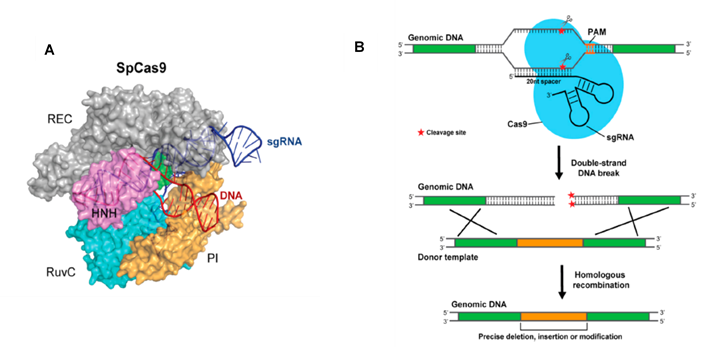 A
SpCas9
REC
sgRNA
DNA
HNH
RuvC
PI
B
Genomic DNA
PAM
5'
3'
3'
5'
5'
20nt spacer
3'
Cas9
sgRNA
Cleavage site
Double-strand
DNA break
Genomic DNA
5'
3'
3'
5'
5'
3'
3'
5'
Donor template
Homologous
recombination
Genomic DNA
5'
3'
3'
5'
Precise deletion, insertion or modification